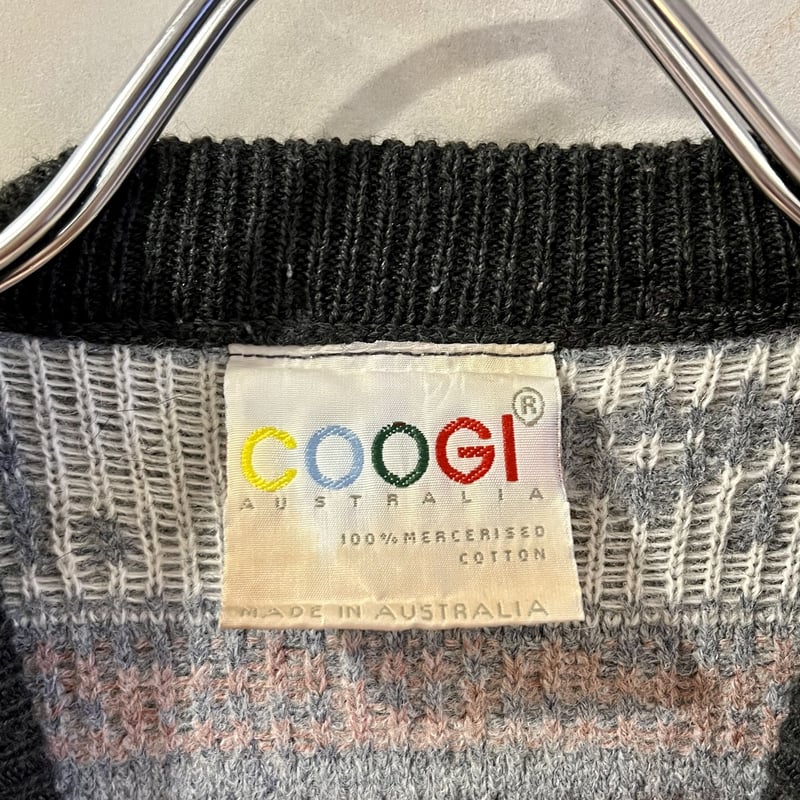 COOGI®
AUSTRALIA
100% MERCERISED
COTTON
MADE IN AUSTRALIA